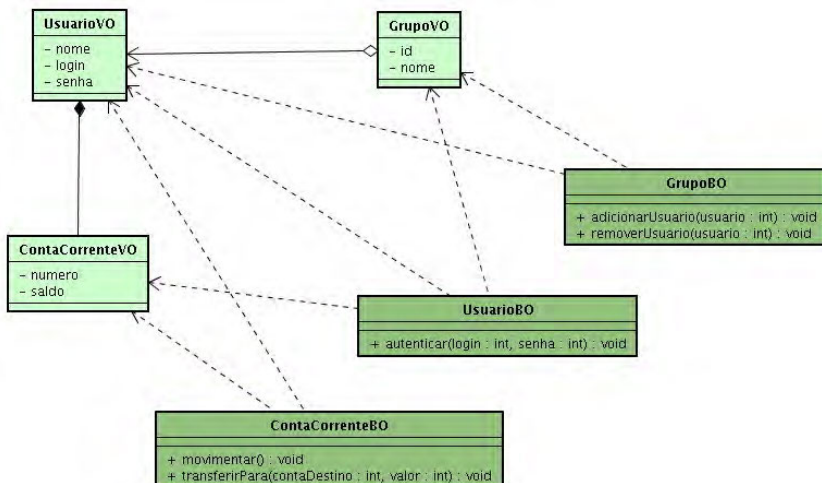 UsuarioVO
- nome
- login
- senha
GrupoVO
- id
- nome
GrupoBO
+ adicionarUsuario(usuario : int) : void
+ removerUsuario(usuario : int) : void
ContaCorrenteVO
- numero
- saldo
UsuarioBO
+ autenticar(login : int, senha : int) : void
ContaCorrenteBO
+ movimentar() : void
+ transferirPara(contaDestino : int, valor : int) : void